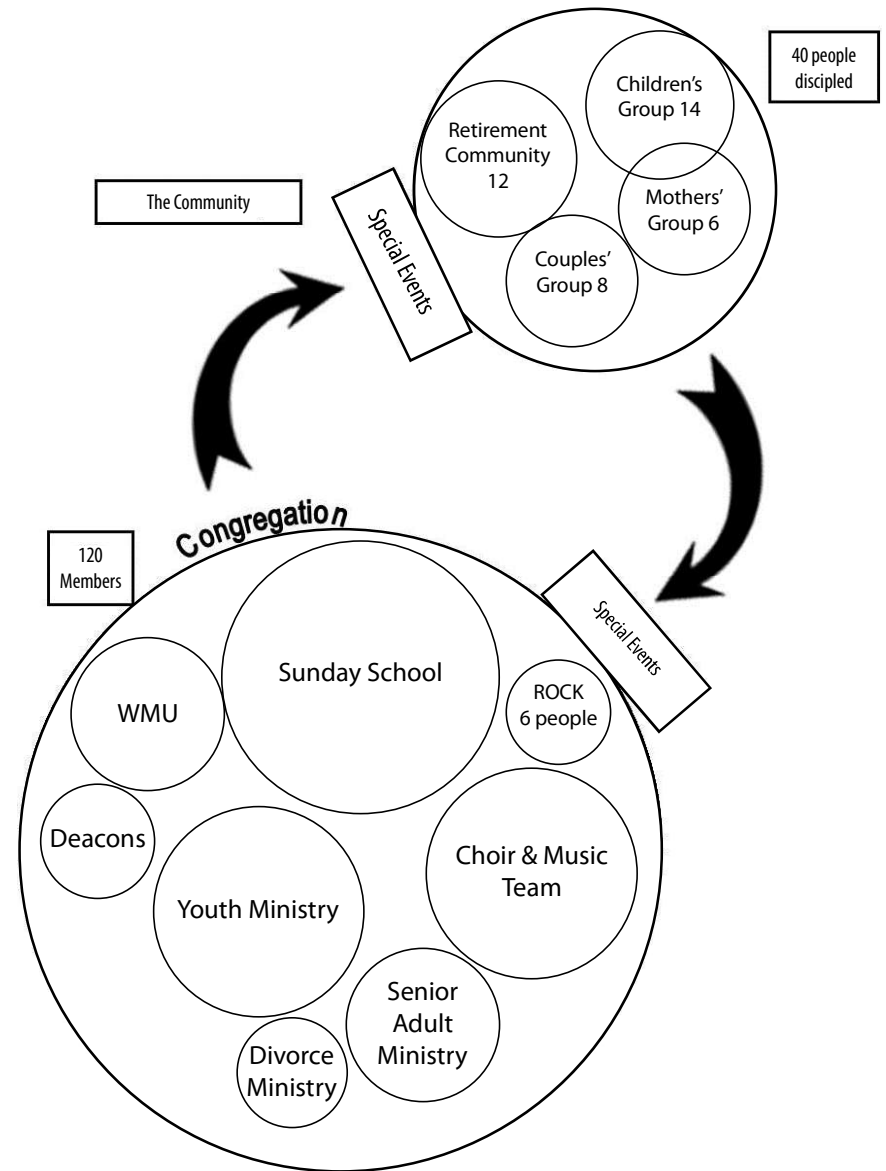 40 people
discipled
Children’s
Group 14
Retirement
Community
12
Mothers’
Group 6
Couples’
Group 8
The Community
Special Events
Congregation
120
Members
Special Events
Sunday School
ROCK
6 people
WMU
Deacons
Choir & Music
Team
Youth Ministry
Senior
Adult
Ministry
Divorce
Ministry